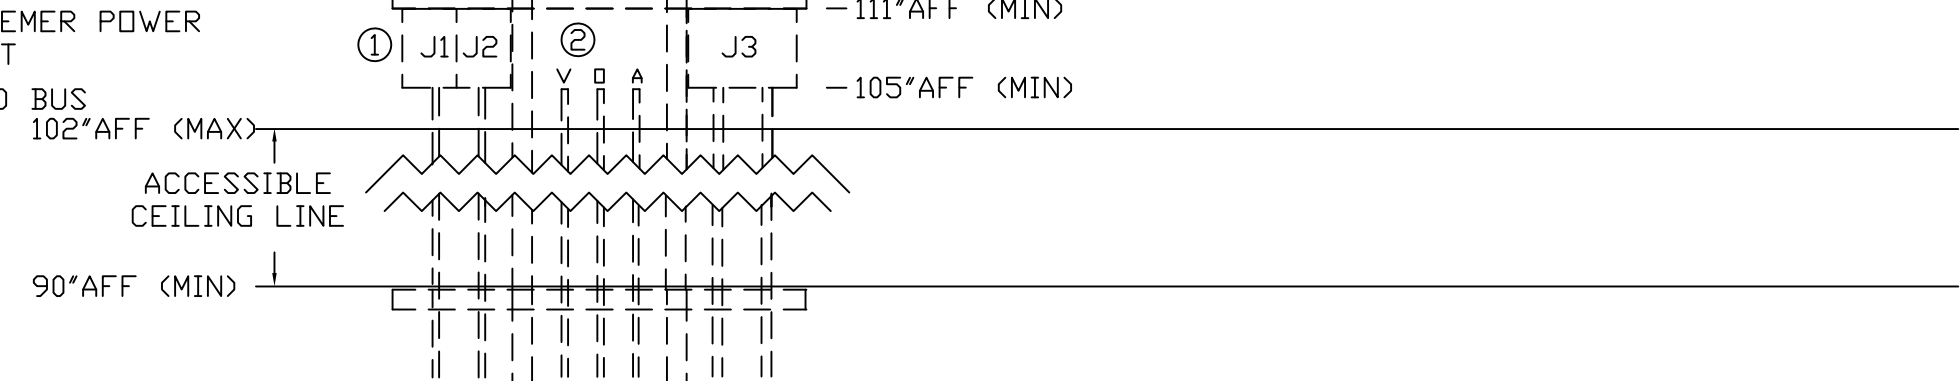 EMER POWER
T
111"AFF (MIN)
① J1 J2 ② J3
V O A
105"AFF (MIN)
BUS
102"AFF (MAX)
ACCESSIBLE
CEILING LINE
90"AFF (MIN)